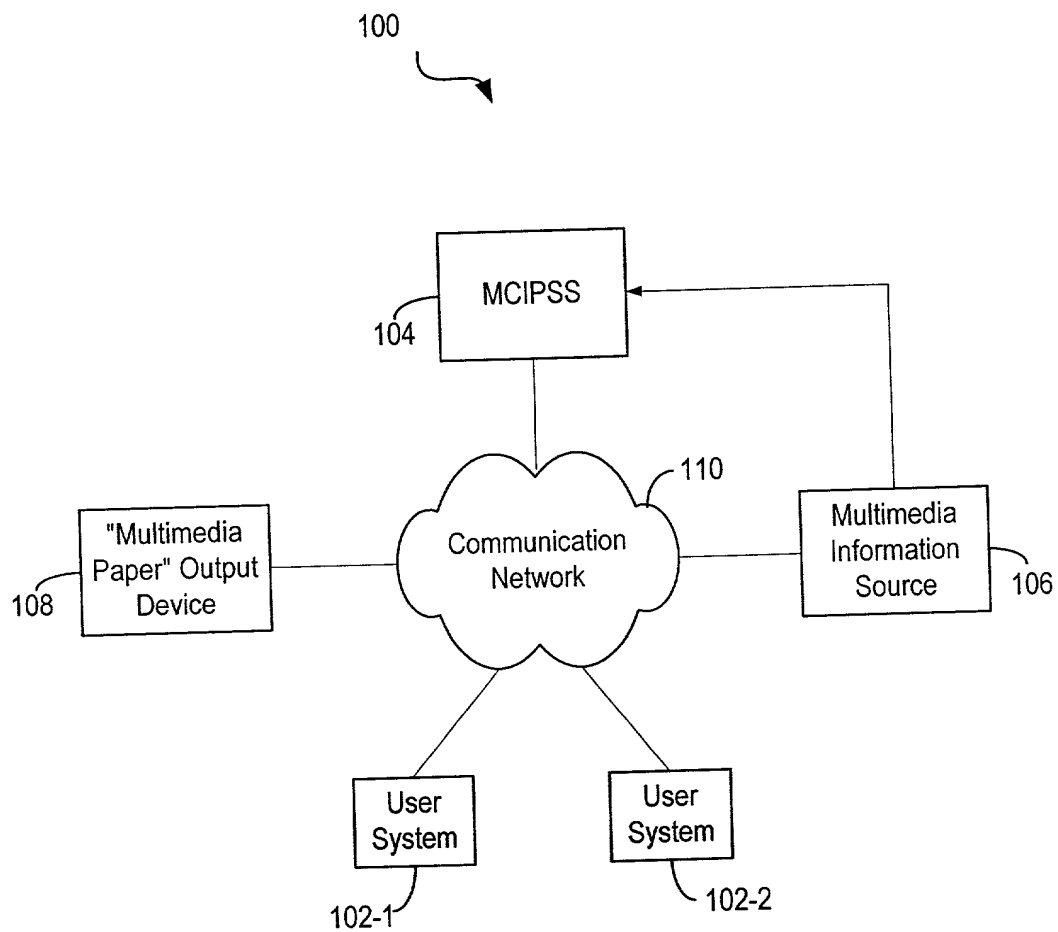 100
MCIPSS
104
110
"Multimedia
Paper" Output
Device
108
Communication
Network
Multimedia
Information
Source
106
User
System
102-1
User
System
102-2